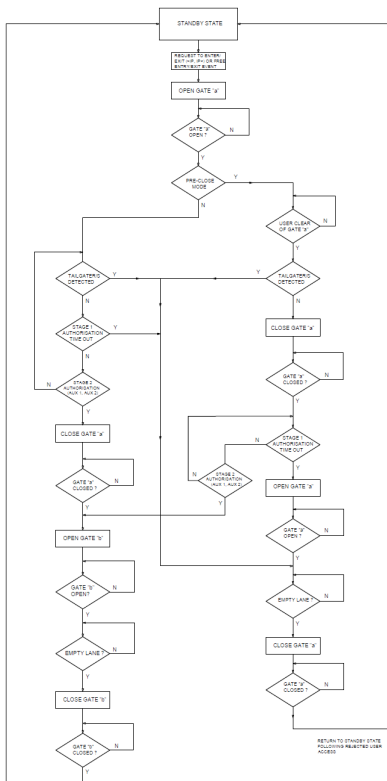 STANDBY STATE
REQUEST TO ENTER/
EXIT
OR FREE
ENTRY/EXIT EVENT
OPEN GATE "a"
GATE "a"
OPEN ?
N
Y
PRE-CLOSE
MODE
Y
N
USER CLEAR
OF GATE "a"
N
Y
TAILGATER/S
DETECTED
Y
N
TAILGATER/S
DETECTED
Y
N
STAGE 1
AUTHORISATION
TIME OUT
Y
N
CLOSE GATE "a"
STAGE 2
AUTHORISATION
(AUX 1, AUX 2)
N
Y
GATE "a"
CLOSED ?
N
Y
CLOSE GATE "a"
STAGE 1
AUTHORISATION
TIME OUT
N
Y
GATE "a"
CLOSED ?
N
Y
STAGE 2
AUTHORISATION
(AUX 1, AUX 2)
N
Y
OPEN GATE "a"
OPEN GATE "b"
GATE "a"
OPEN ?
N
Y
GATE "b"
OPEN?
N
Y
EMPTY LANE ?
N
Y
EMPTY LANE ?
N
Y
CLOSE GATE "a"
CLOSE GATE "b"
GATE "a"
CLOSED ?
N
Y
GATE "b"
CLOSED ?
N
Y
RETURN TO STANDBY STATE
FOLLOWING REJECTED USER
ACCESS